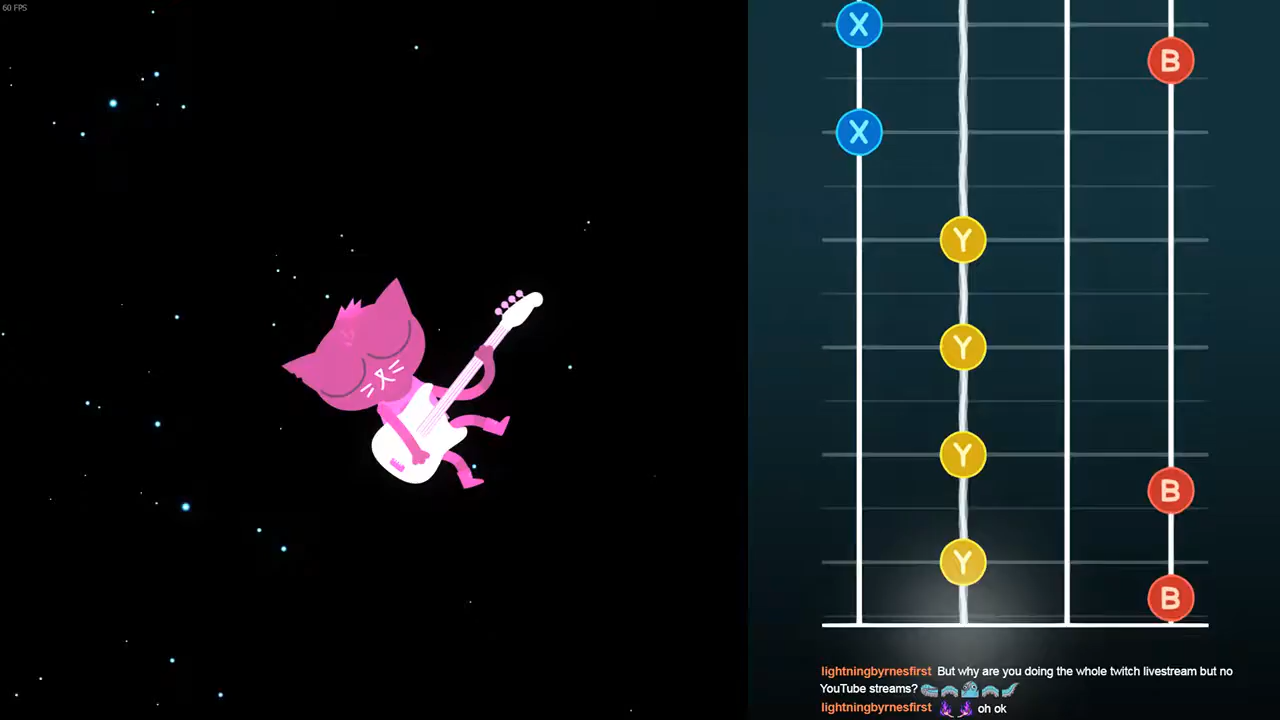 60 FPS
X
B
X
Y
Y
Y
B
Y
B
lightningbyrnesfirst But why are you doing the whole twitch livestream but no
YouTube streams?
lightningbyrnesfirst oh ok